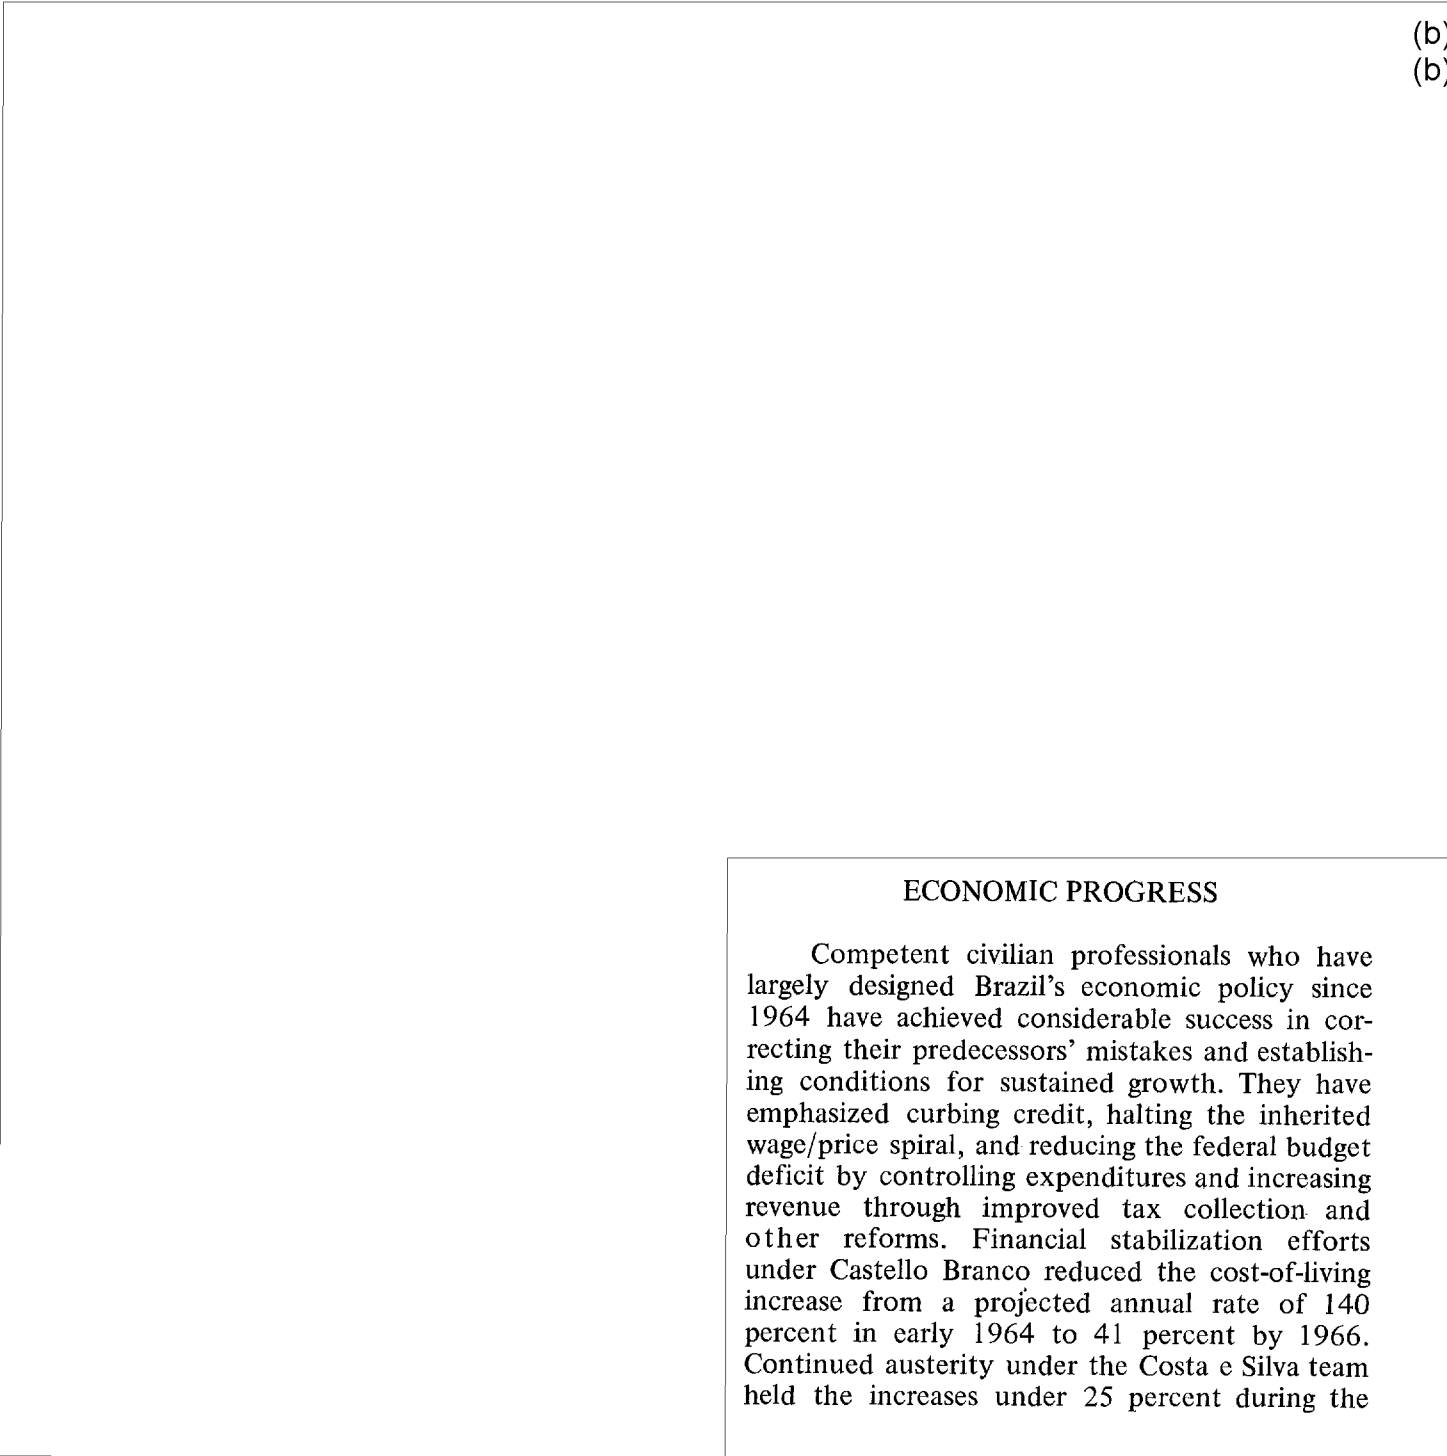 (b)
(b)
ECONOMIC PROGRESS
Competent civilian professionals who have
largely designed Brazil's economic policy since
1964 have achieved considerable success in cor-
recting their predecessors' mistakes and establish-
ing conditions for sustained growth. They have
emphasized curbing credit, halting the inherited
wage/price spiral, and reducing the federal budget
deficit by controlling expenditures and increasing
revenue through improved tax collection and
other reforms. Financial stabilization efforts
under Castello Branco reduced the cost-of-living
increase from a projected annual rate of 140
percent in early 1964 to 41 percent by 1966.
Continued austerity under the Costa e Silva team
held the increases under 25 percent during the